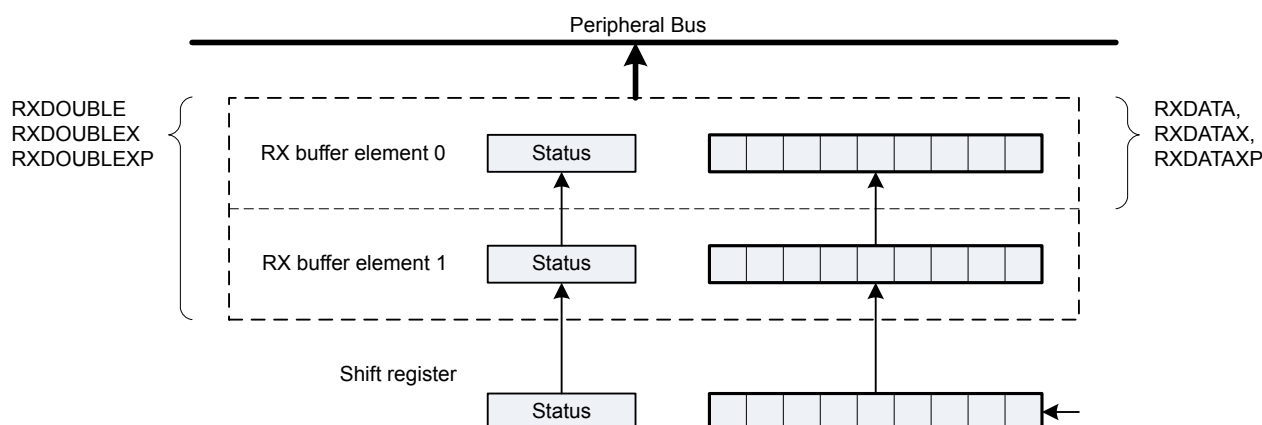 Peripheral Bus
RXDOUBLE
RXDOUBLEX
RXDOUBLEXP
RXDATA,
RXDATAX,
RXDATAXP
RX buffer element 0
Status
RX buffer element 1
Status
Shift register
Status